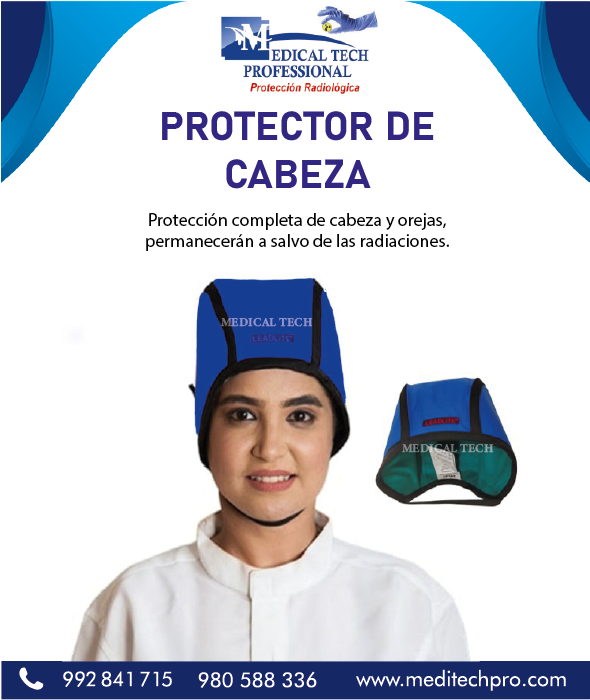 MEDICAL TECH
PROFESSIONAL
Protección Radiológica
PROTECTOR DE
CABEZA
Protección completa de cabeza y orejas,
permanecerán a salvo de las radiaciones.
MEDICAL TECH
MEDICAL TECH
992 841 715 980 588 336 www.meditechpro.com